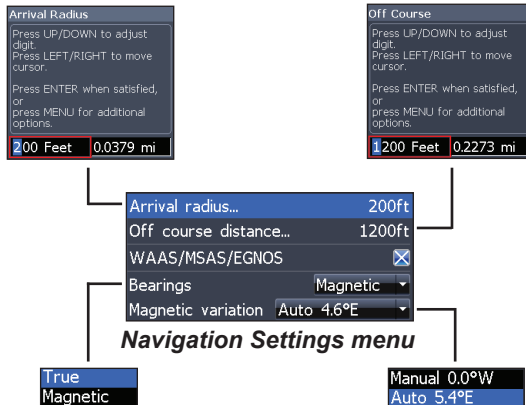 Arrival Radius
Press UP/DOWN to adjust
digit.
Press LEFT/RIGHT to move
cursor.
Press ENTER when satisfied,
or
press MENU for additional
options.
200 Feet 0.0379 mi
Off Course
Press UP/DOWN to adjust
digit.
Press LEFT/RIGHT to move
cursor.
Press ENTER when satisfied,
or
press MENU for additional
options.
1200 Feet 0.2273 mi
Arrival radius... 200ft
Off course distance... 1200ft
WAAS/MSAS/EGNOS
Bearings Magnetic
Magnetic variation Auto 4.6°E
Navigation Settings menu
True
Magnetic
Manual 0.0°W
Auto 5.4°E